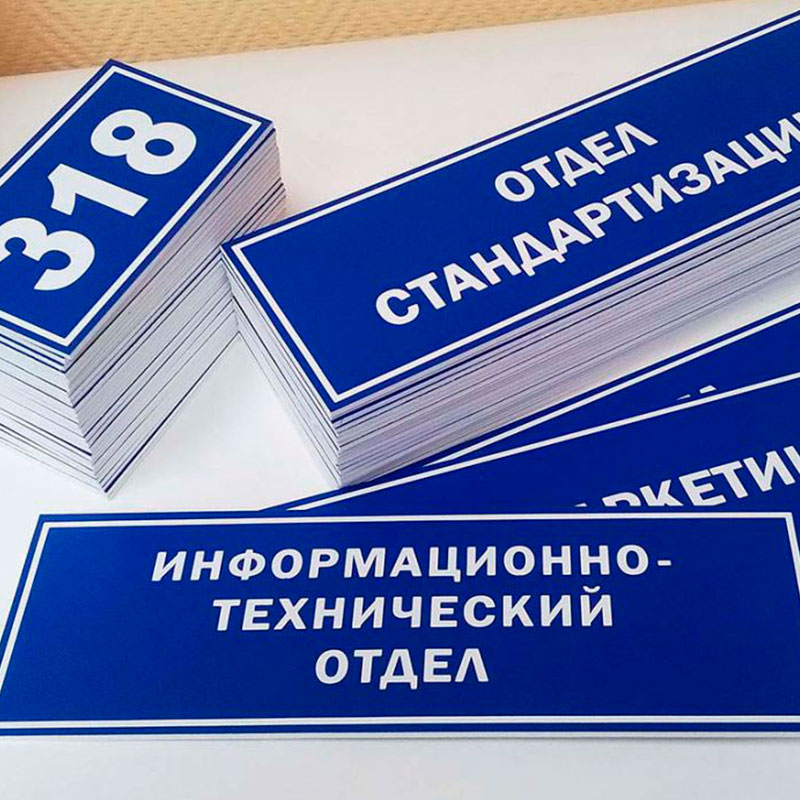 318
ОТДЕЛ
СТАНДАРТИЗАЦИ
ИНФОРМАЦИОННО-
ТЕХНИЧЕСКИЙ
ОТДЕЛ